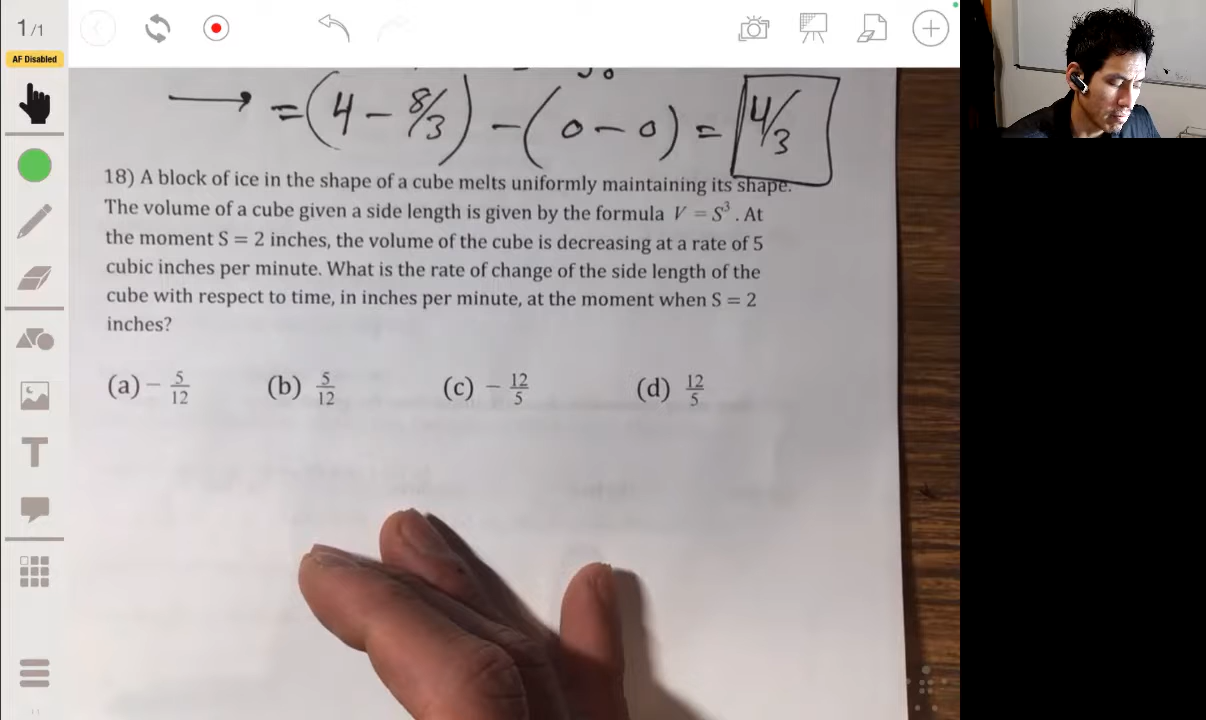 1/1
AF Disabled
T
= (4 - 8/3) - (0 - 0) = 4/3
18) A block of ice in the shape of a cube melts uniformly maintaining its shape.
The volume of a cube given a side length is given by the formula V = S³. At
the moment S = 2 inches, the volume of the cube is decreasing at a rate of 5
cubic inches per minute. What is the rate of change of the side length of the
cube with respect to time, in inches per minute, at the moment when S = 2
inches?
(a) - 5/12 (b) 5/12 (c) - 12/5 (d) 12/5